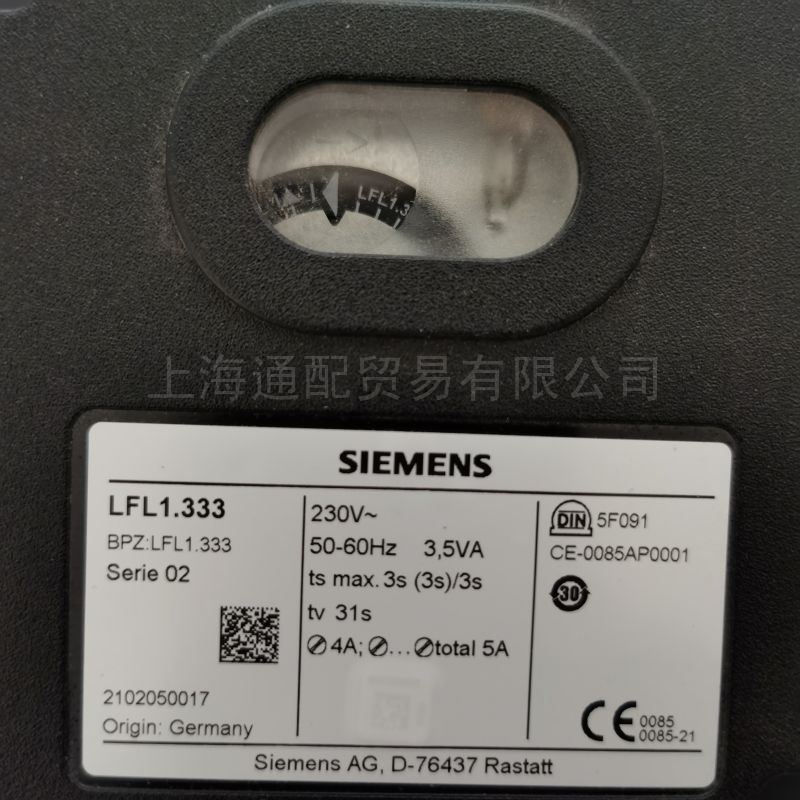 LFL1.3
上海通配贸易有限公司
SIEMENS
LFL1.333
BPZ:LFL1.333
Serie 02
2102050017
Origin: Germany
230V~
50-60Hz 3,5VA
ts max. 3s (3s)/3s
tv 31s
4A; ... total 5A
DIN 5F091
CE-0085AP0001
30
CE 0085
0085-21
Siemens AG, D-76437 Rastatt